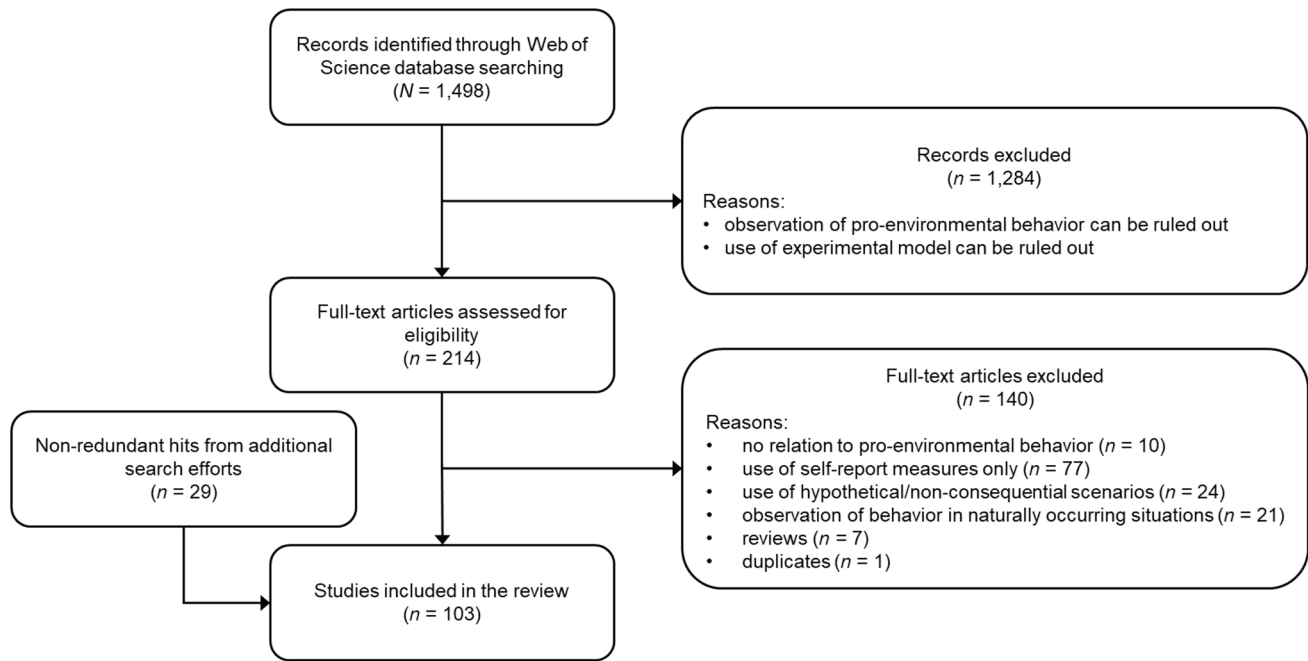 Records identified through Web of
Science database searching
(N = 1,498)
Records excluded
(n = 1,284)
Reasons:
• observation of pro-environmental behavior can be ruled out
• use of experimental model can be ruled out
Full-text articles assessed for
eligibility
(n = 214)
Full-text articles excluded
(n = 140)
Reasons:
• no relation to pro-environmental behavior (n = 10)
• use of self-report measures only (n = 77)
• use of hypothetical/non-consequential scenarios (n = 24)
• observation of behavior in naturally occurring situations (n = 21)
• reviews (n = 7)
• duplicates (n = 1)
Non-redundant hits from additional
search efforts
(n = 29)
Studies included in the review
(n = 103)